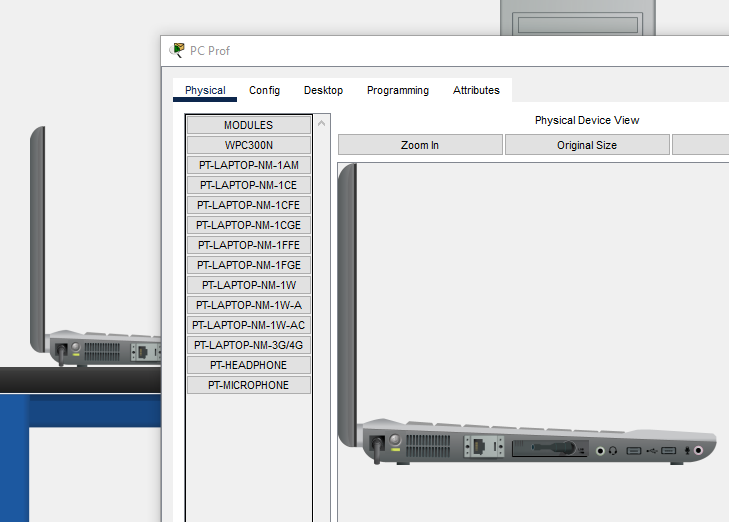 PC Prof
Physical Config Desktop Programming Attributes
MODULES
WPC300N
PT-LAPTOP-NM-1AM
PT-LAPTOP-NM-1CE
PT-LAPTOP-NM-1CFE
PT-LAPTOP-NM-1CGE
PT-LAPTOP-NM-1FFE
PT-LAPTOP-NM-1FGE
PT-LAPTOP-NM-1W
PT-LAPTOP-NM-1W-A
PT-LAPTOP-NM-1W-AC
PT-LAPTOP-NM-3G/4G
PT-HEADPHONE
PT-MICROPHONE
Physical Device View
Zoom In Original Size